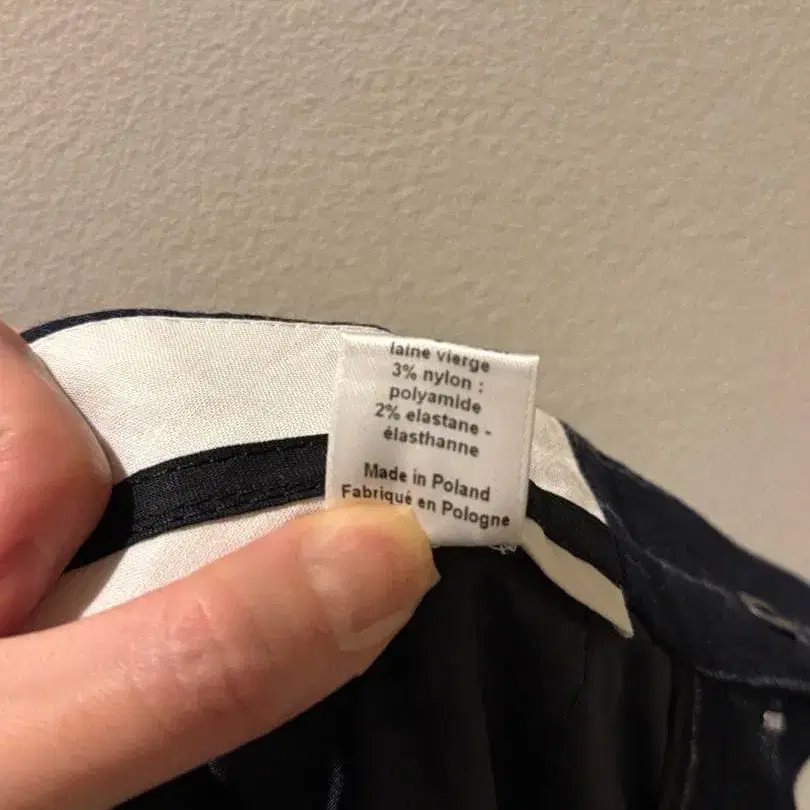 laine vierge
3% nylon :
polyamide
2% elastane -
élasthanne
Made in Poland
Fabriqué en Pologne